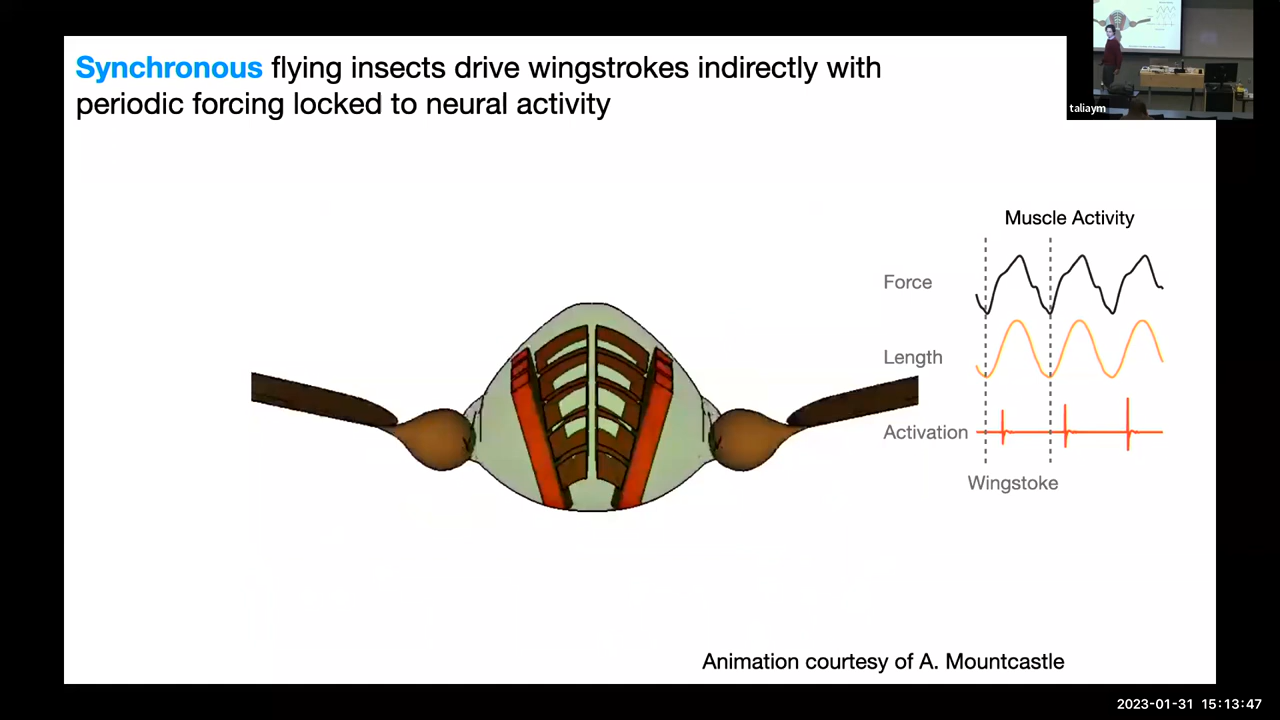 Synchronous flying insects drive wingstrokes indirectly with
periodic forcing locked to neural activity
taliaym
Muscle Activity
Force
Length
Activation
Wingstoke
Animation courtesy of A. Mountcastle
2023-01-31 15:13:47